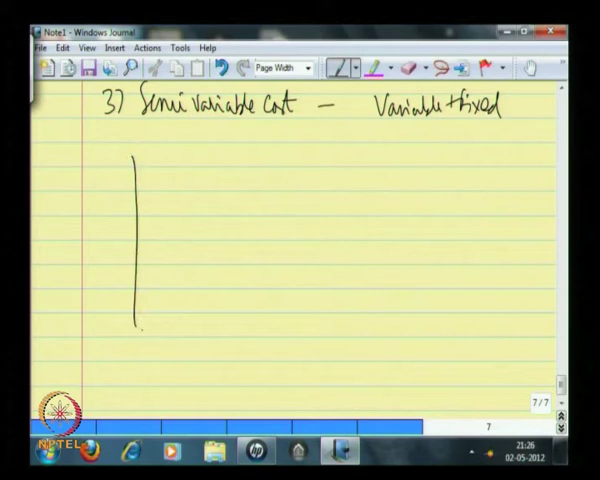 Note1 - Windows Journal
File Edit View Insert Actions Tools Help
Page Width
3) Semi variable Cost - Variable + Fixed
7/7
7
NPTEL
hp
21:26
02-05-2012